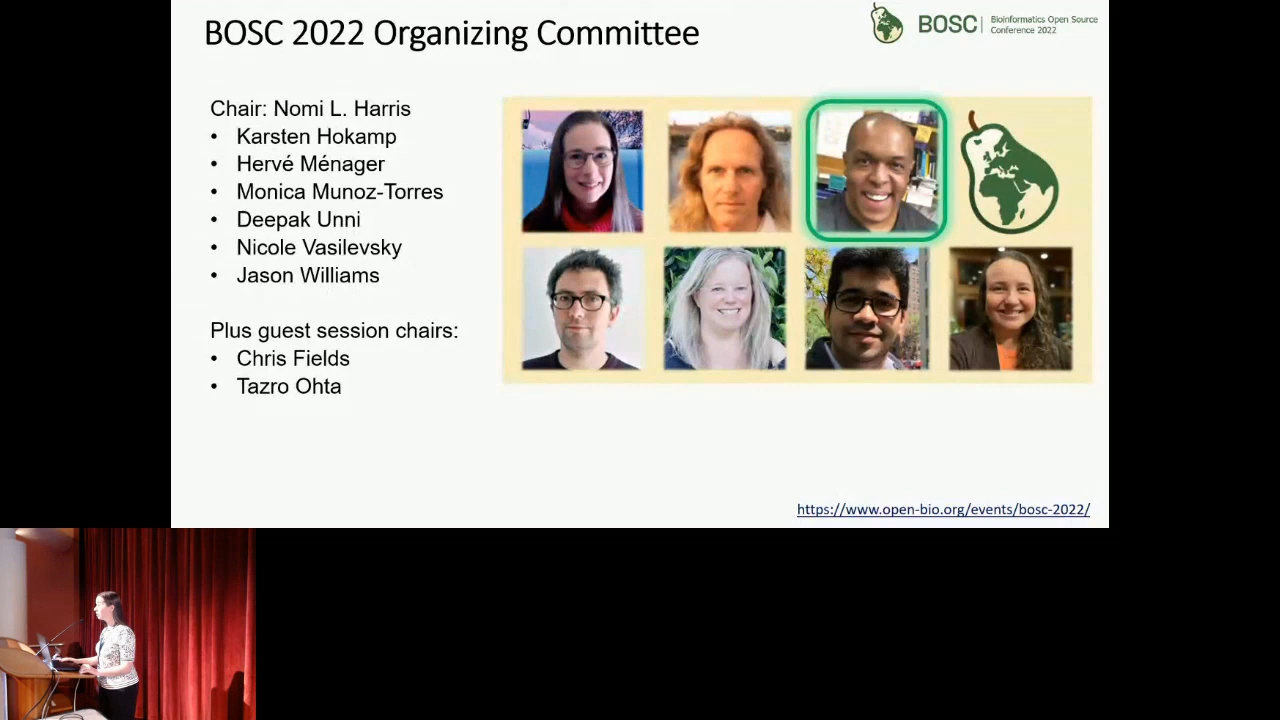 BOSC 2022 Organizing Committee
BOSC
Bioinformatics Open Source
Conference 2022
Chair: Nomi L. Harris
• Karsten Hokamp
• Hervé Ménager
• Monica Munoz-Torres
• Deepak Unni
• Nicole Vasilevsky
• Jason Williams
Plus guest session chairs:
• Chris Fields
• Tazro Ohta
https://www.open-bio.org/events/bosc-2022/